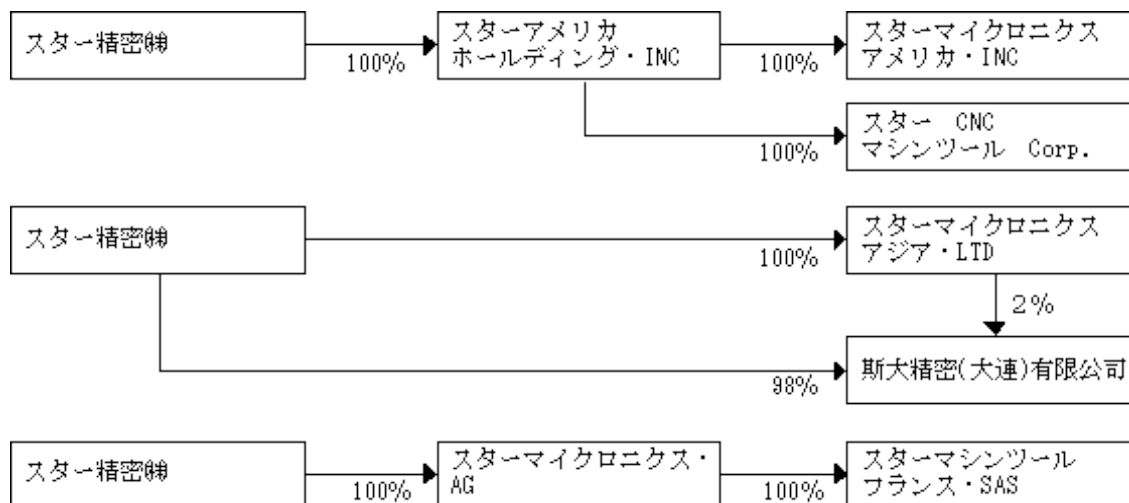 スター精密㈱
100%
スターアメリカ
ホールディング・INC
100%
スターマイクロニクス
アメリカ・INC
100%
スター CNC
マシンツール Corp.
スター精密㈱
100%
スターマイクロニクス
アジア・LTD
2%
98%
斯大精密(大連)有限公司
スター精密㈱
100%
スターマイクロニクス・
AG
100%
スターマシンツール
フランス・SAS